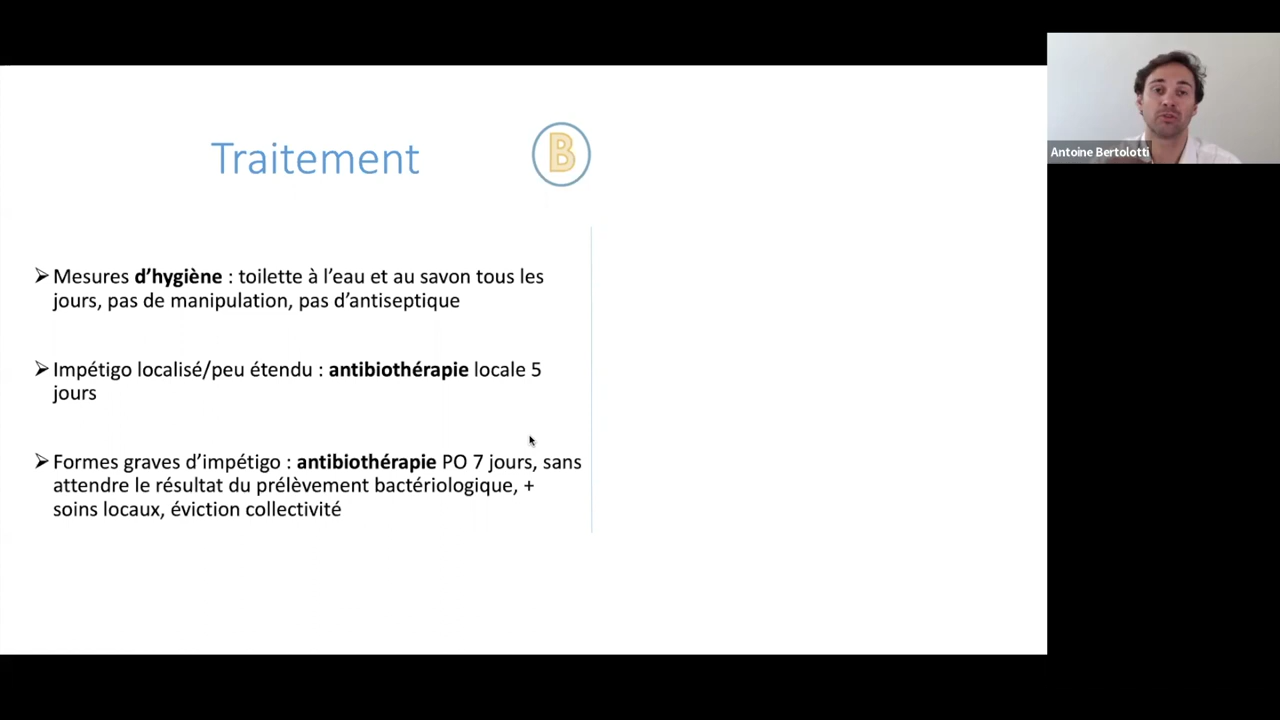 Traitement
B
Antoine Bertolotti
➢Mesures d’hygiène : toilette à l’eau et au savon tous les
jours, pas de manipulation, pas d’antiseptique
➢Impétigo localisé/peu étendu : antibiothérapie locale 5
jours
➢Formes graves d’impétigo : antibiothérapie PO 7 jours, sans
attendre le résultat du prélèvement bactériologique, +
soins locaux, éviction collectivité